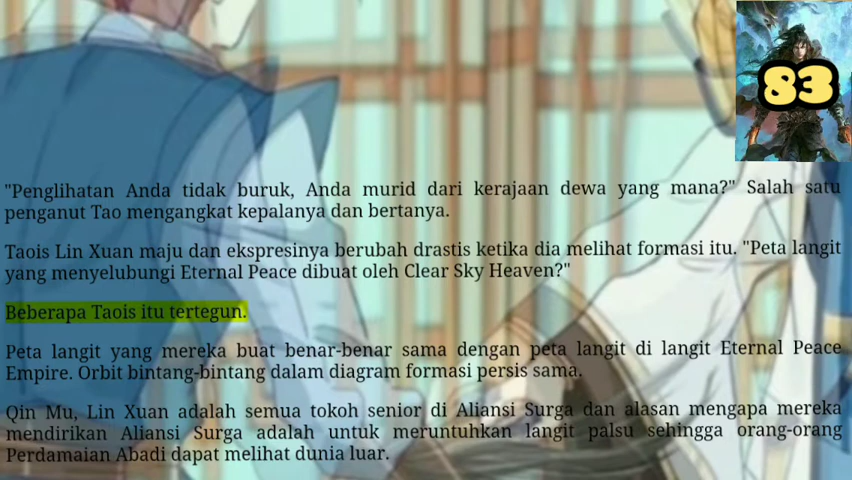 83
"Penglihatan Anda tidak buruk, Anda murid dari kerajaan dewa yang mana?" Salah satu
penganut Tao mengangkat kepalanya dan bertanya.
Taois Lin Xuan maju dan ekspresinya berubah drastis ketika dia melihat formasi itu. "Peta langit
yang menyelubungi Eternal Peace dibuat oleh Clear Sky Heaven?"
Beberapa Taois itu tertegun.
Peta langit yang mereka buat benar-benar sama dengan peta langit di langit Eternal Peace
Empire. Orbit bintang-bintang dalam diagram formasi persis sama.
Qin Mu, Lin Xuan adalah semua tokoh senior di Aliansi Surga dan alasan mengapa mereka
mendirikan Aliansi Surga adalah untuk meruntuhkan langit palsu sehingga orang-orang
Perdamaian Abadi dapat melihat dunia luar.